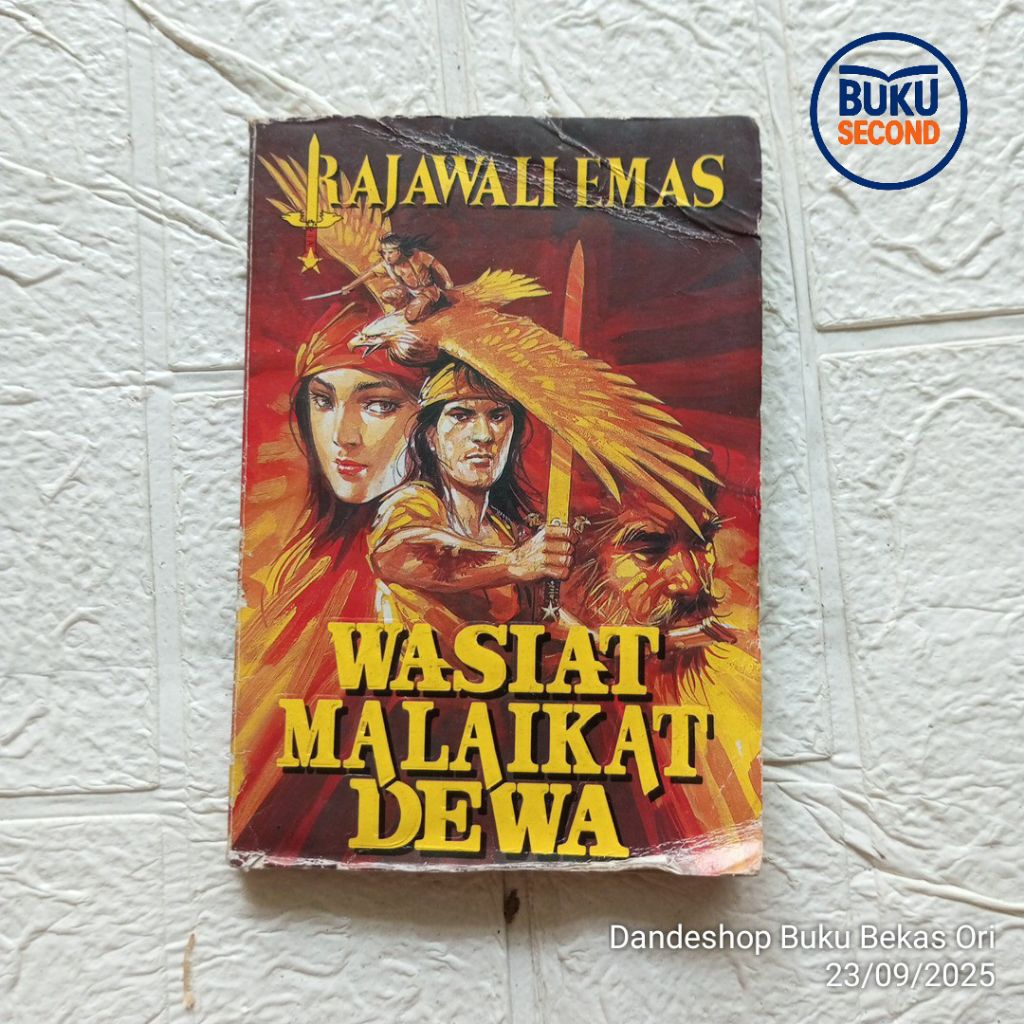 BUKU
SECOND
RAJAWALI EMAS
WASIAT
MALAIKAT
DEWA
Dandeshop Buku Bekas Ori
23/09/2025